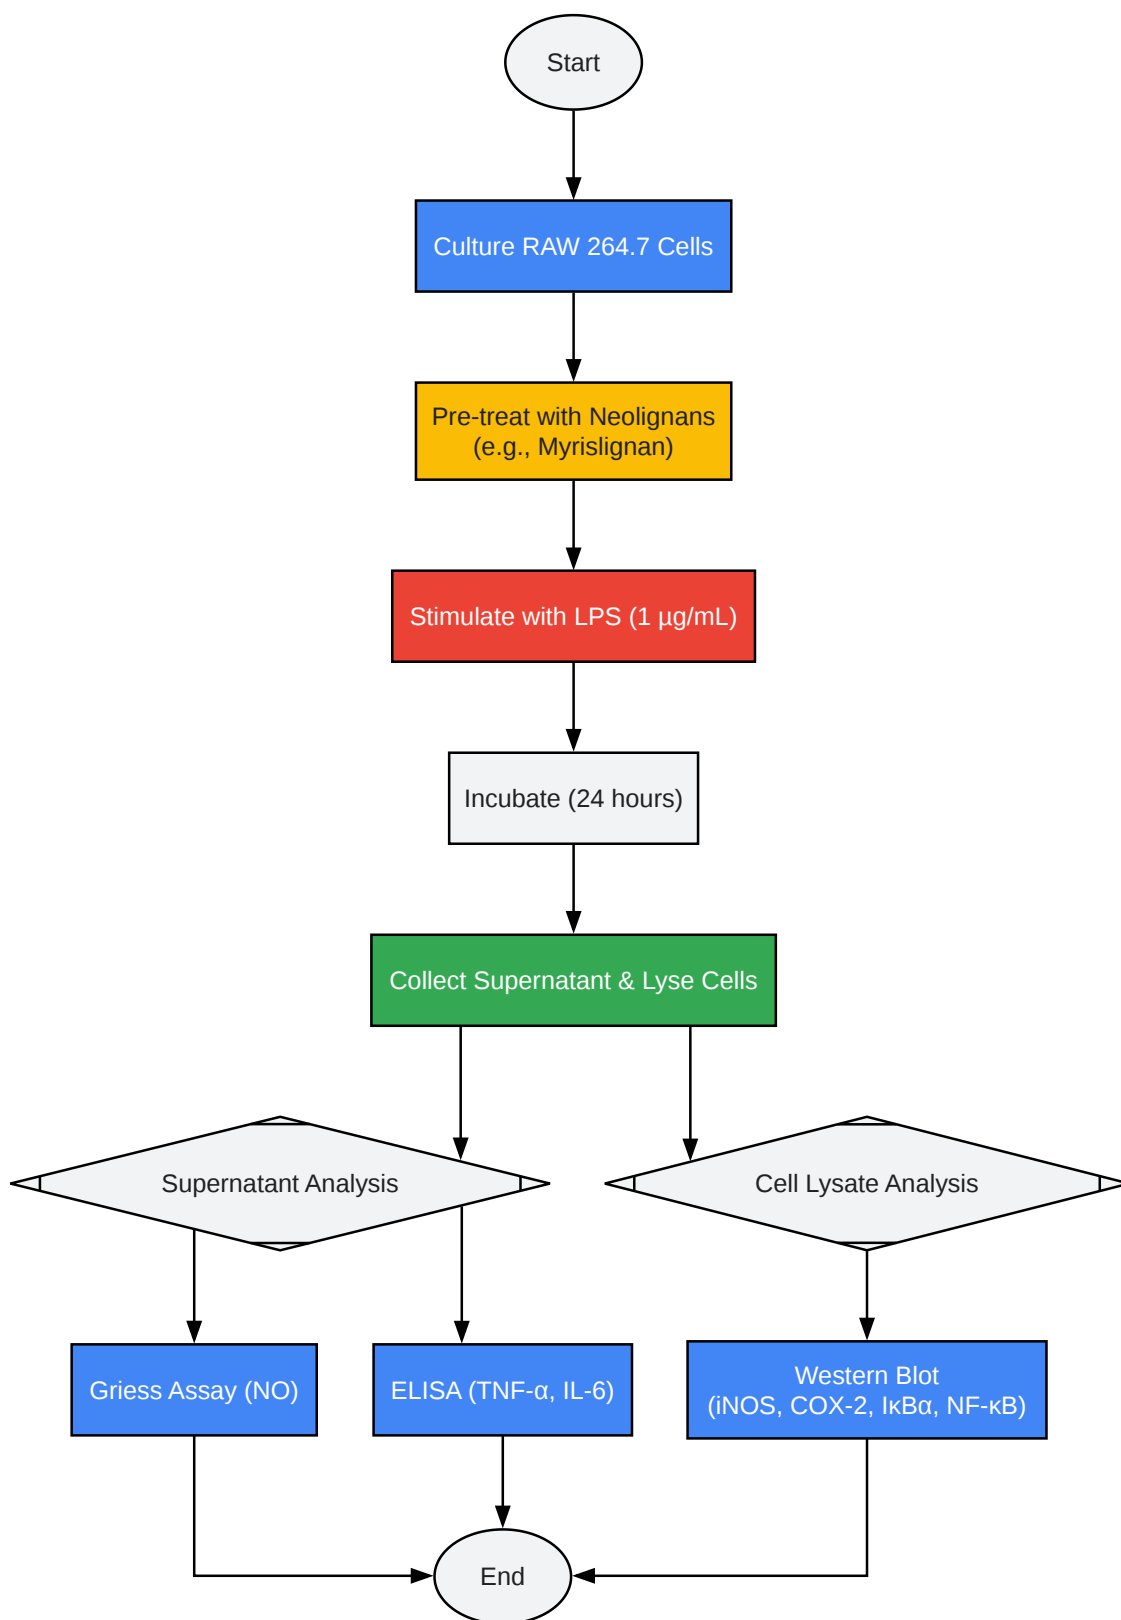 Start
Culture RAW 264.7 Cells
Pre-treat with Neolignans
(e.g., Myrislignan)
Stimulate with LPS (1 µg/mL)
Incubate (24 hours)
Collect Supernatant & Lyse Cells
Supernatant Analysis
Cell Lysate Analysis
Griess Assay (NO)
ELISA (TNF-α, IL-6)
Western Blot
(iNOS, COX-2, IκBα, NF-κB)
End